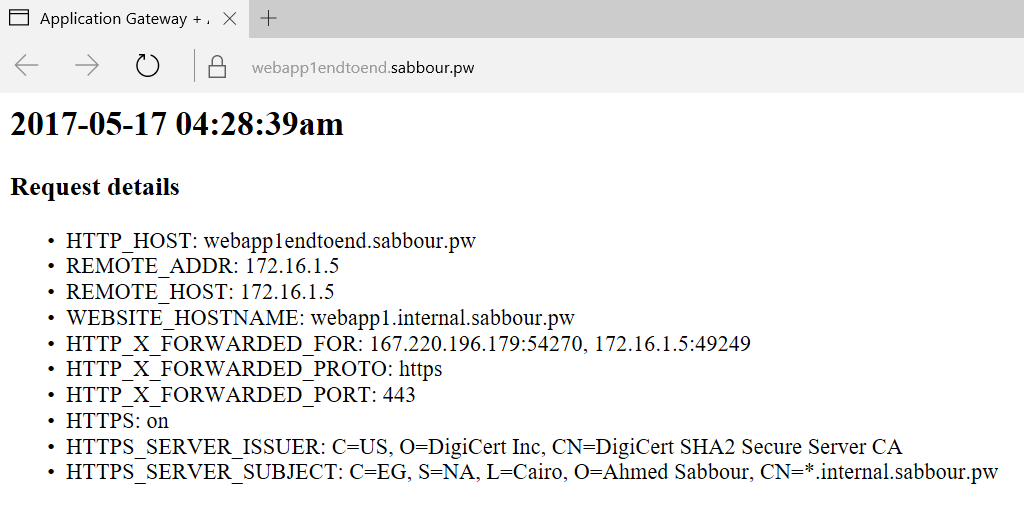 Application Gateway + 
webapp1endtoend.sabbour.pw
2017-05-17 04:28:39am
Request details
• HTTP_HOST: webapp1endtoend.sabbour.pw
• REMOTE_ADDR: 172.16.1.5
• REMOTE_HOST: 172.16.1.5
• WEBSITE_HOSTNAME: webapp1.internal.sabbour.pw
• HTTP_X_FORWARDED_FOR: 167.220.196.179:54270, 172.16.1.5:49249
• HTTP_X_FORWARDED_PROTO: https
• HTTP_X_FORWARDED_PORT: 443
• HTTPS: on
• HTTPS_SERVER_ISSUER: C=US, O=DigiCert Inc, CN=DigiCert SHA2 Secure Server CA
• HTTPS_SERVER_SUBJECT: C=EG, S=NA, L=Cairo, O=Ahmed Sabbour, CN=*.internal.sabbour.pw